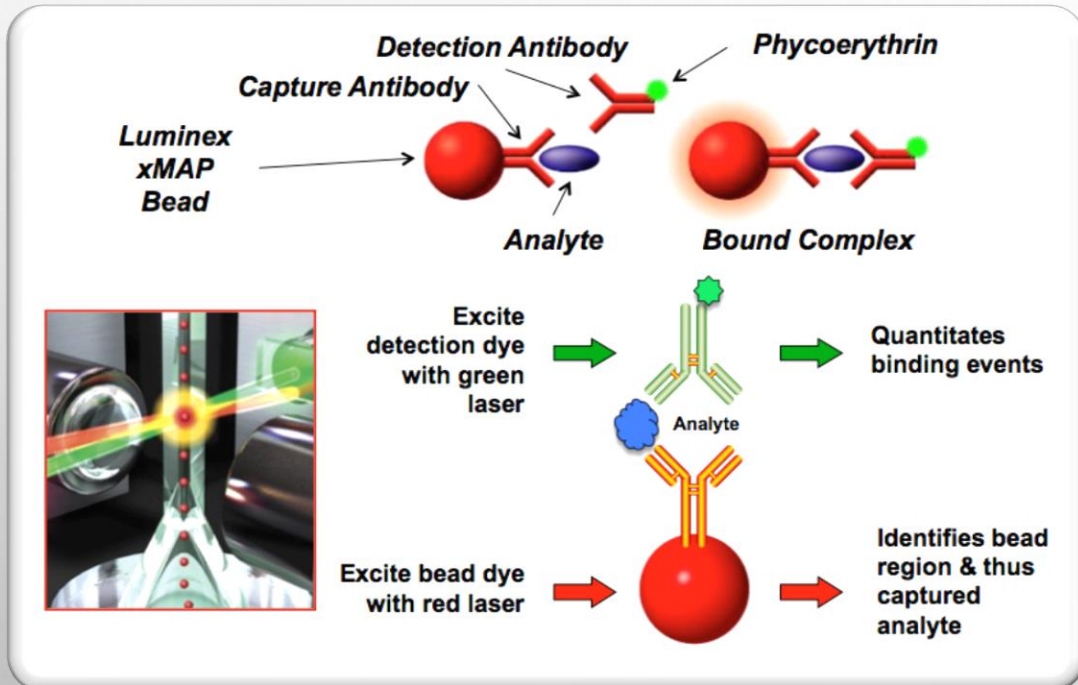 Detection Antibody
Phycoerythrin
Capture Antibody
Luminex
xMAP
Bead
Analyte
Bound Complex
Excite
detection dye
with green
laser
Quantitates
binding events
Analyte
Excite bead dye
with red laser
Identifies bead
region & thus
captured
analyte